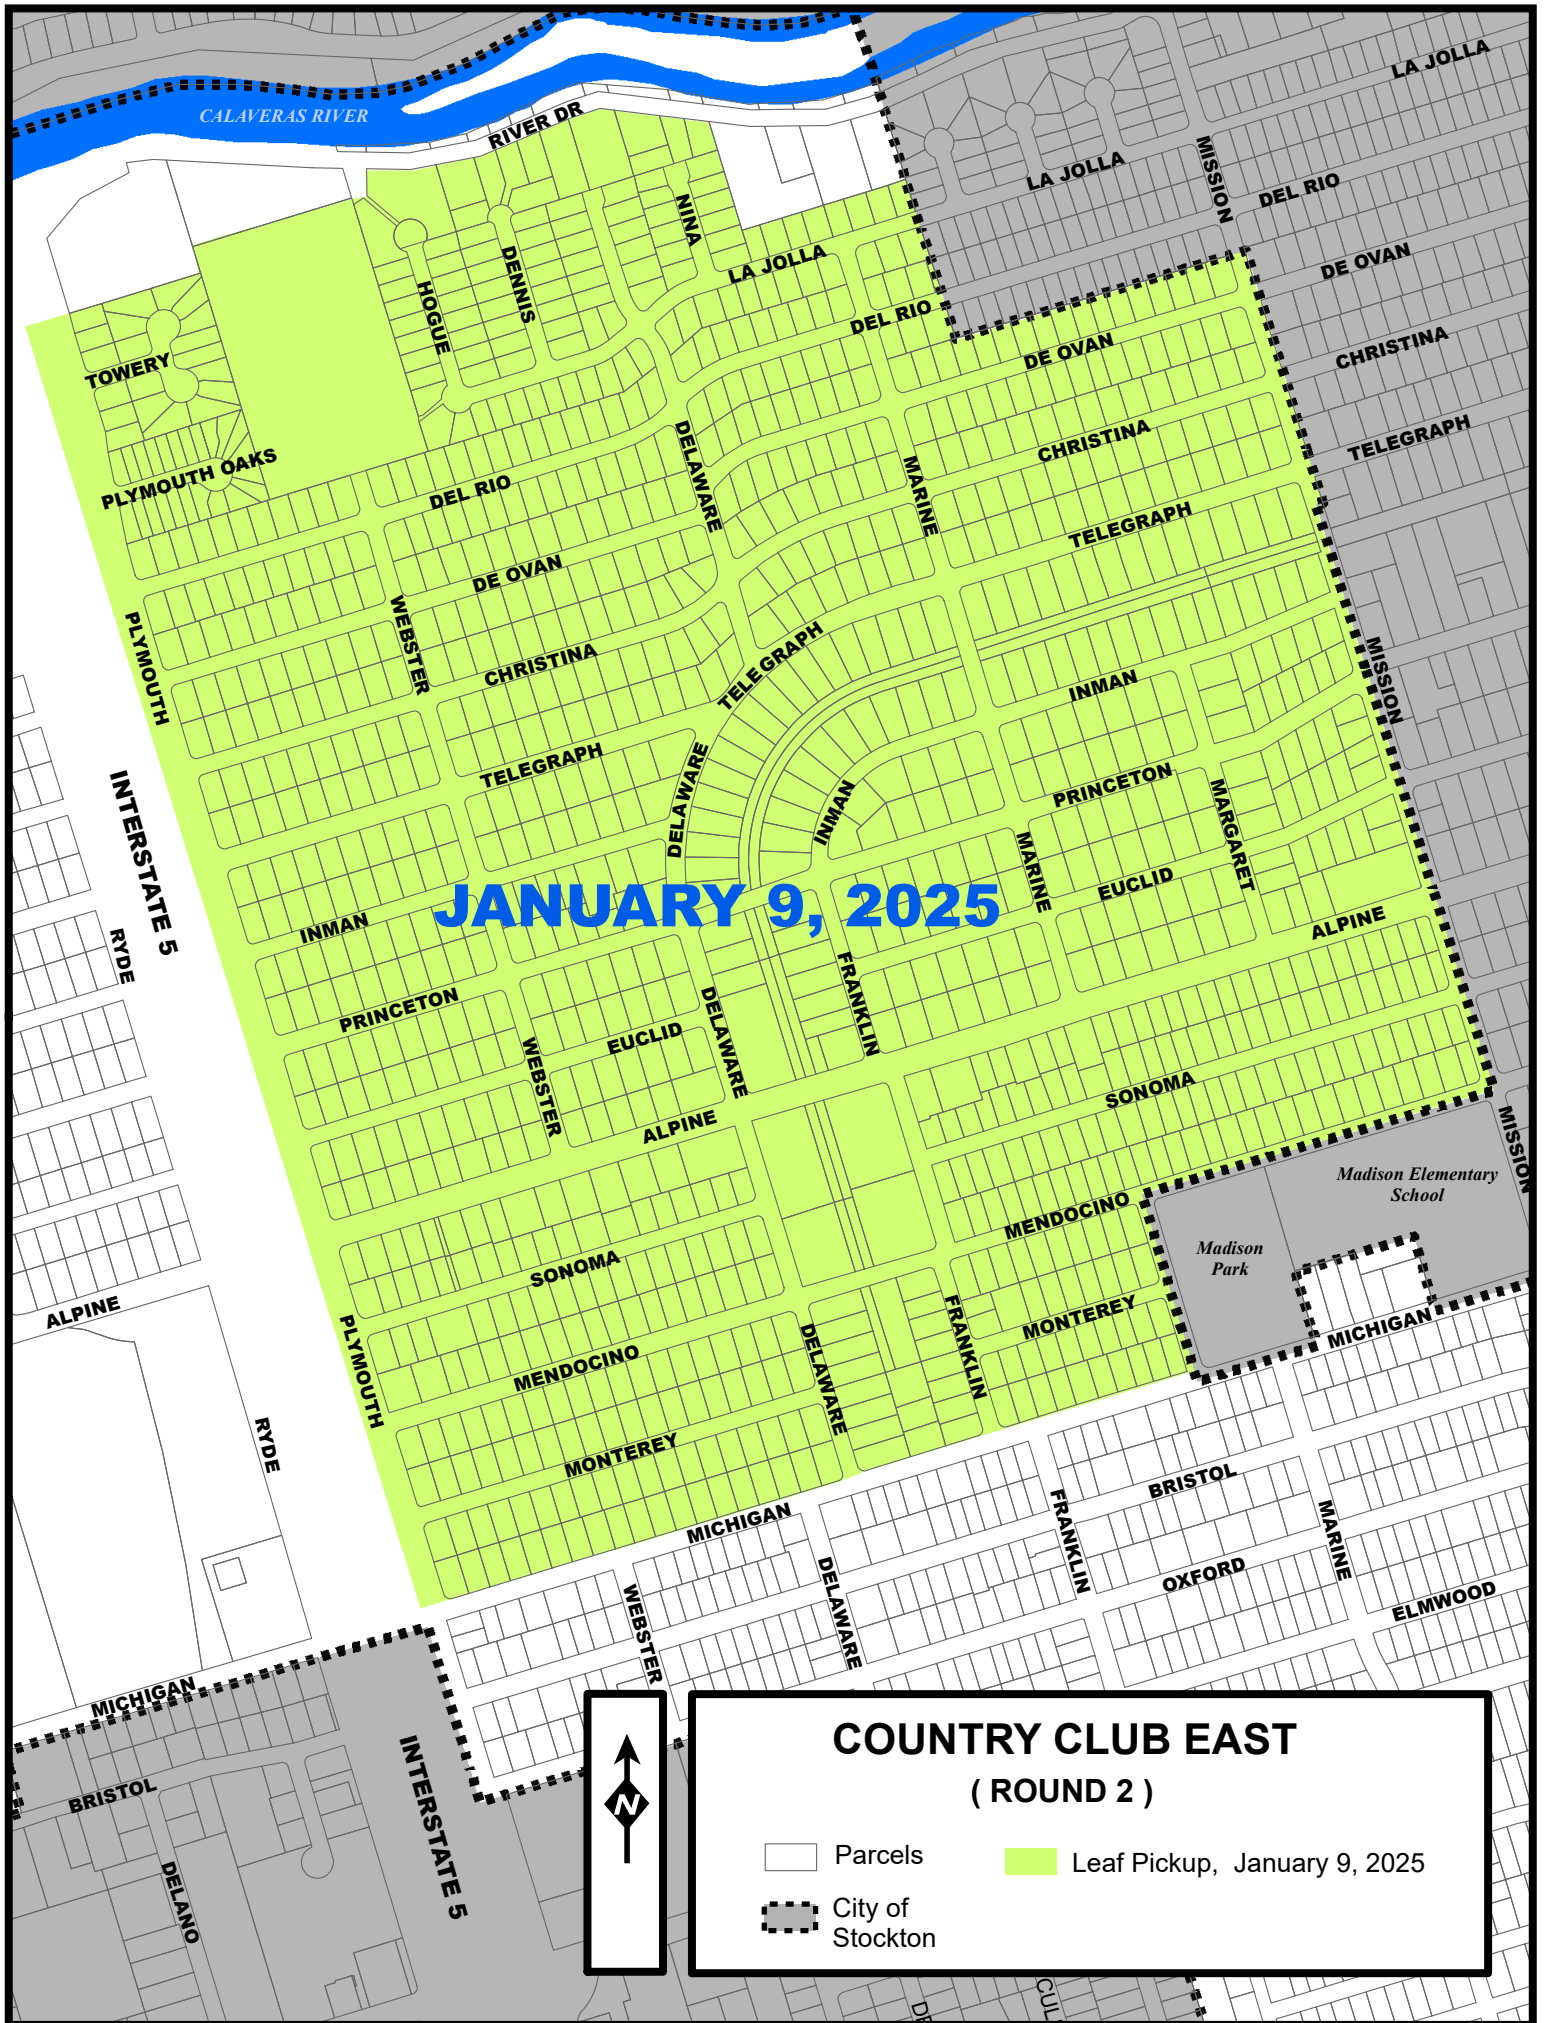 LA JOLLA
CALAVERAS RIVER
RIVER DR
MISSION
LA JOLLA
DEL RIO
NINA
DE OVAN
DENNIS
LA JOLLA
HOGUE
DEL RIO
DE OVAN
CHRISTINA
TOWERY
DELAWARE
CHRISTINA
TELEGRAPH
PLYMOUTH OAKS
DEL RIO
MARINE
TELEGRAPH
DE OVAN
WEBSTER
PLYMOUTH
TELEGRAPH
CHRISTINA
MISSION
INMAN
TELEGRAPH
DELAWARE
INMAN
PRINCETON
MARGARET
INTERSTATE 5
MARINE
EUCLID
JANUARY 9, 2025
INMAN
ALPINE
RYDE
FRANKLIN
PRINCETON
DELAWARE
EUCLID
WEBSTER
SONOMA
ALPINE
MISSION
Madison Elementary
School
MENDOCINO
Madison
Park
SONOMA
ALPINE
FRANKLIN
MONTEREY
MICHIGAN
PLYMOUTH
DELAWARE
MENDOCINO
RYDE
MONTEREY
BRISTOL
FRANKLIN
MICHIGAN
MARINE
OXFORD
DELAWARE
WEBSTER
ELMWOOD
MICHIGAN
BRISTOL
INTERSTATE 5
DELANO
N
COUNTRY CLUB EAST
( ROUND 2 )
Parcels
Leaf Pickup, January 9, 2025
City of
Stockton